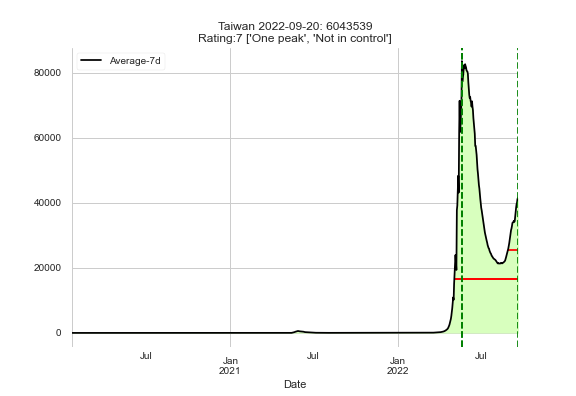 Taiwan 2022-09-20: 6043539
Rating:7 ['One peak', 'Not in control']
Average-7d
80000
60000
40000
20000
0
Jul
Jan
2021
Jul
Jan
2022
Jul
Date